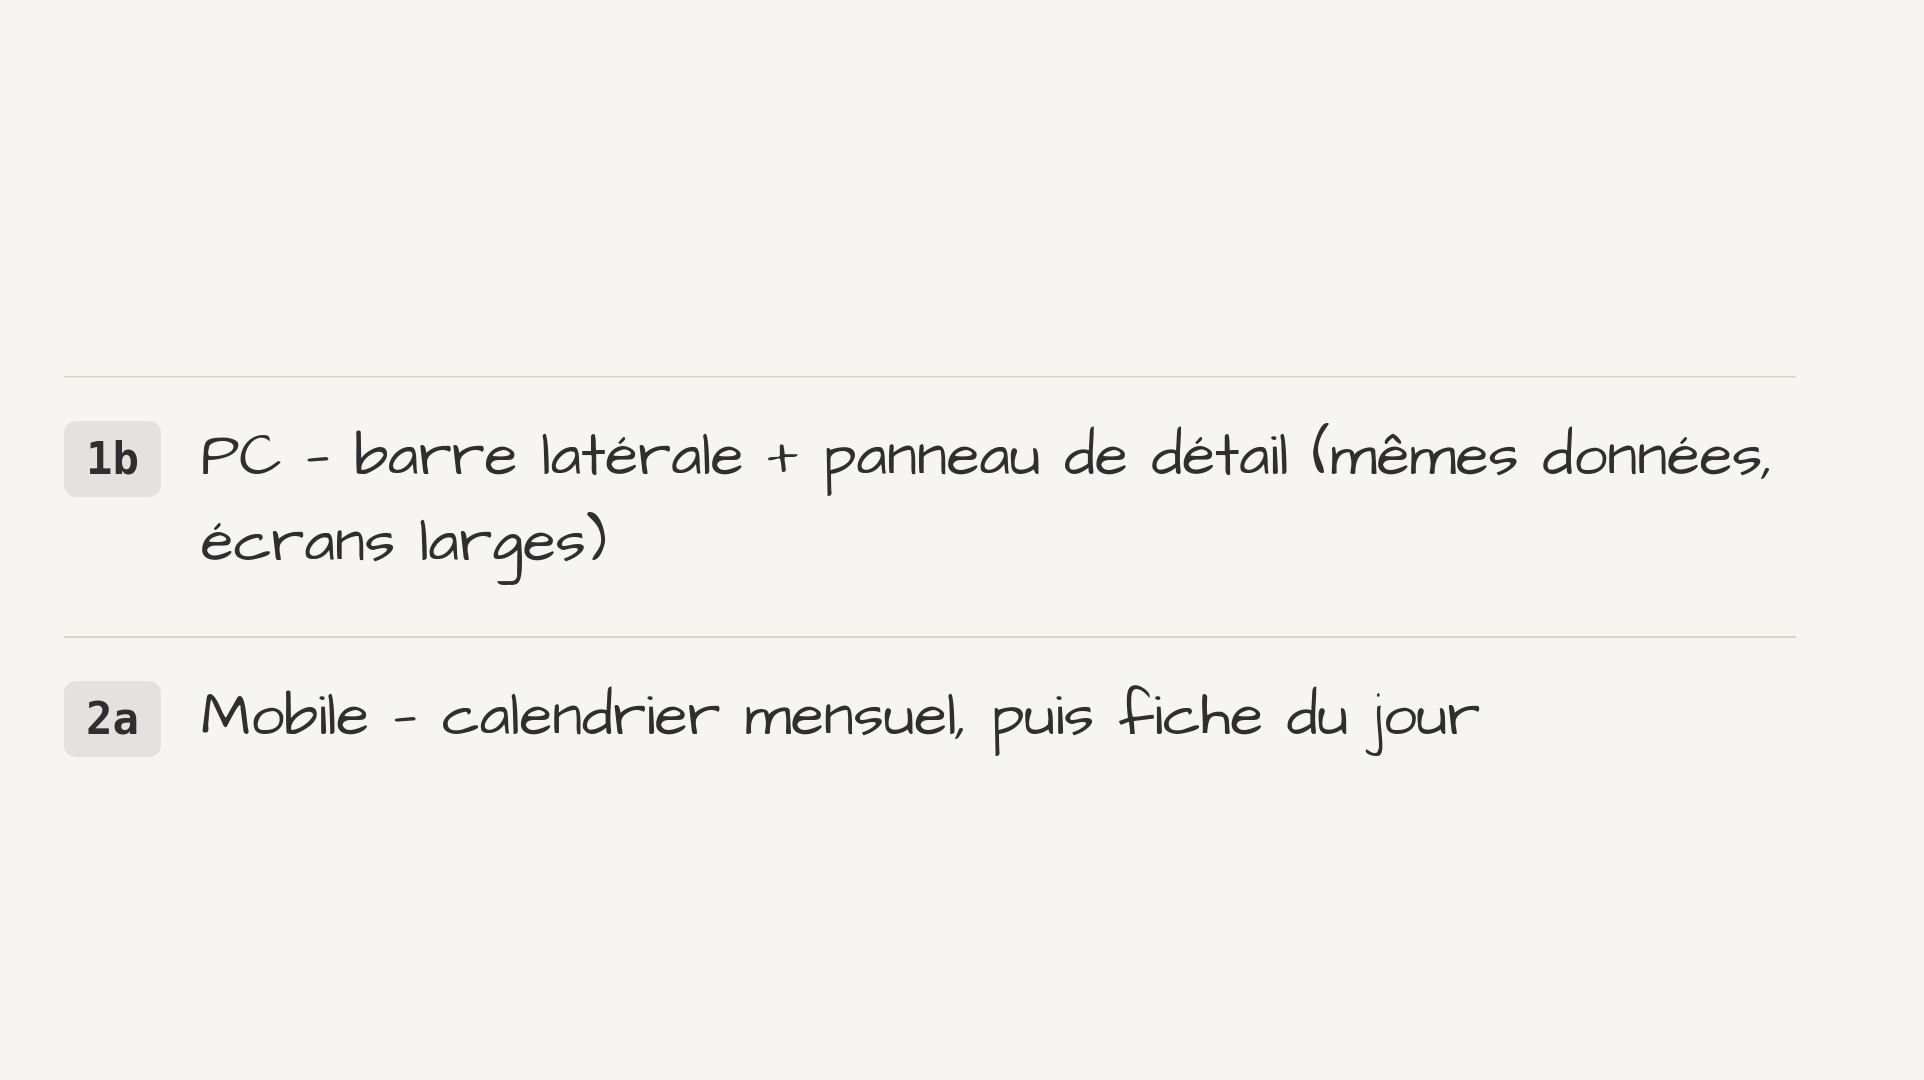 1b PC - barre latérale + panneau de détail (mêmes données,
écrans larges)
2a Mobile - calendrier mensuel, puis fiche du jour